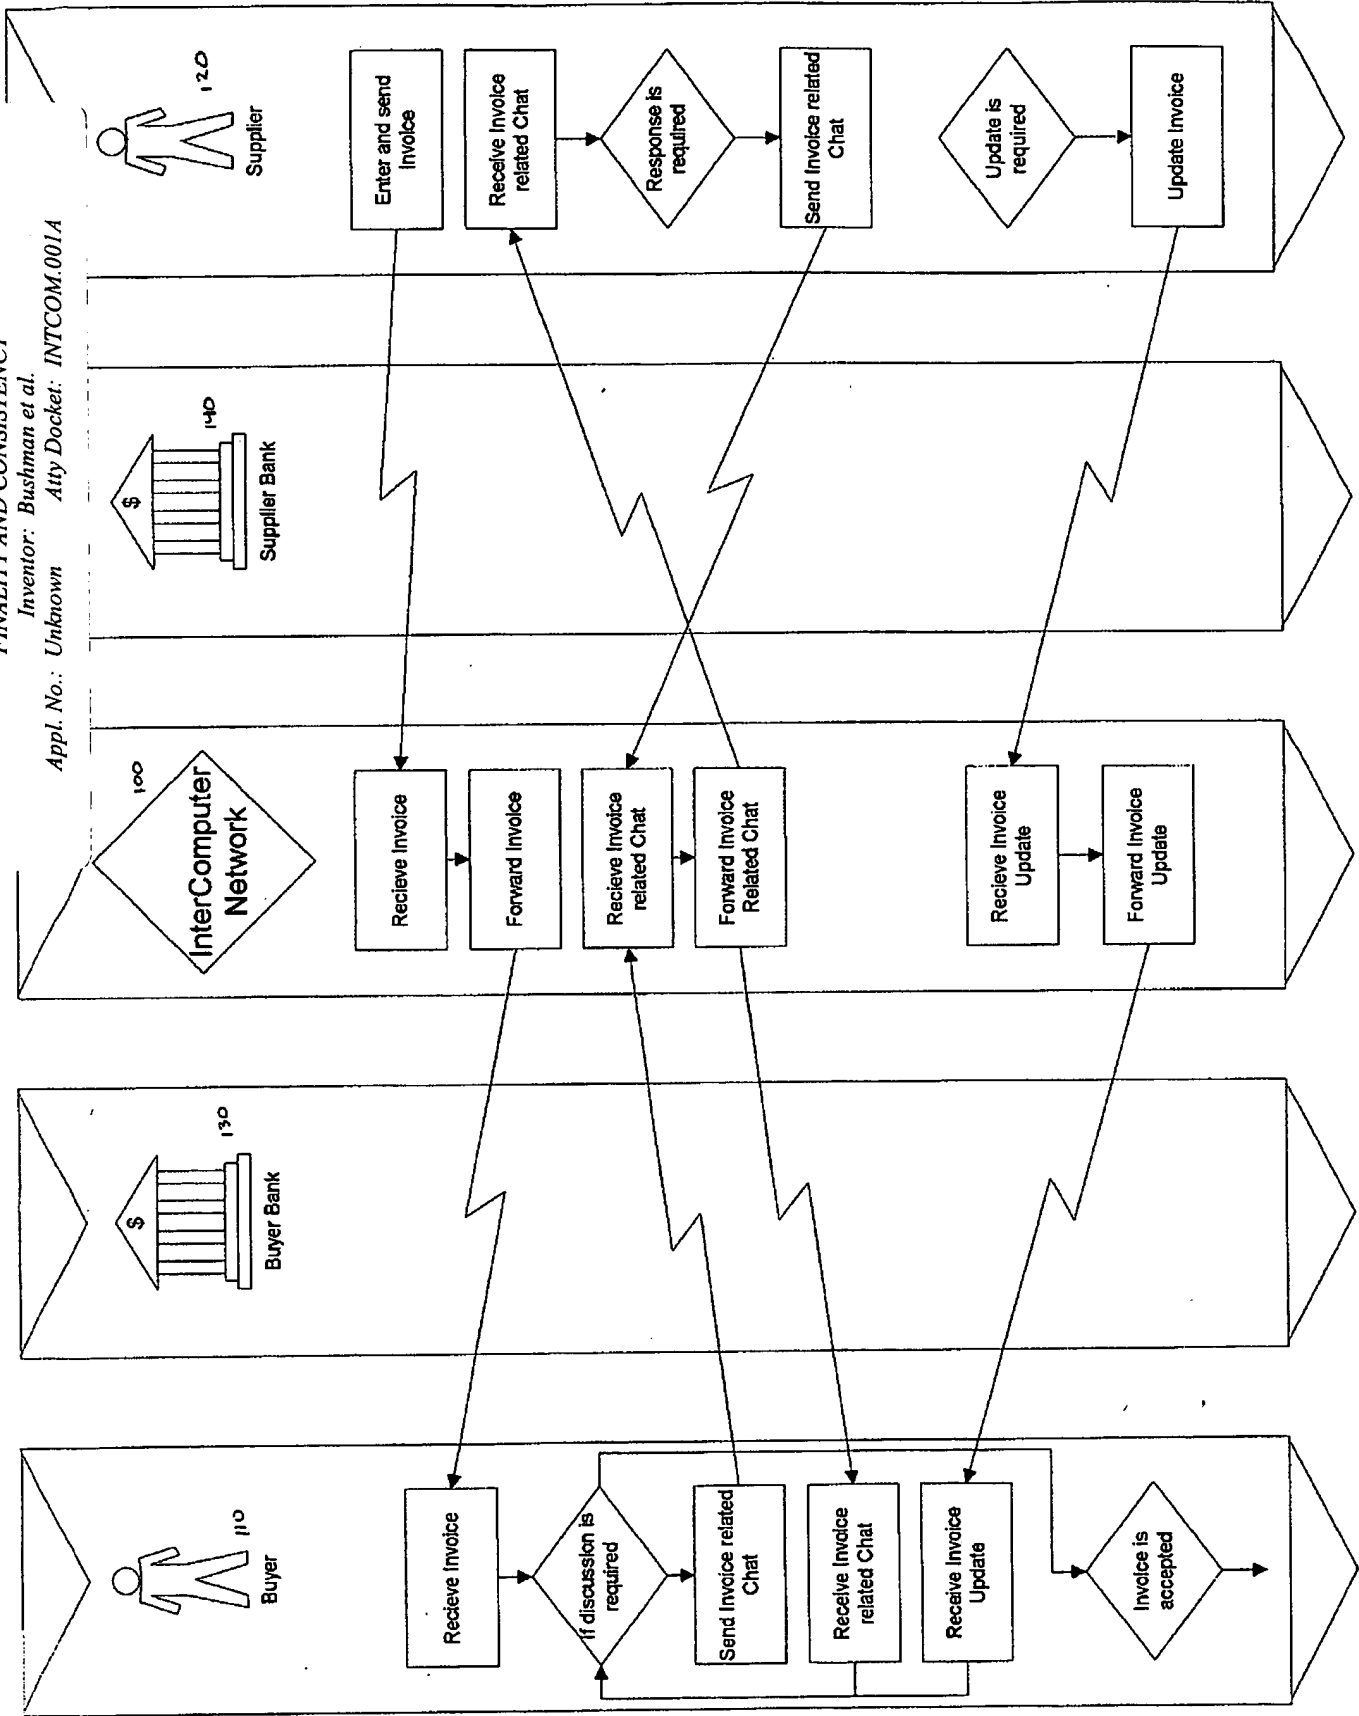 FINALITY AND CONSISTENCY
Inventor: Bushman et al.
Appl. No.: Unknown Atty Docket: INTCOM.001A
110
Buyer
Recieve Invoice
If discussion is
required
Send Invoice related
Chat
Receive Invoice
related Chat
Receive Invoice
Update
Invoice is
accepted
$
130
Buyer Bank
100
InterComputer
Network
Recieve Invoice
Forward Invoice
Recieve Invoice
related Chat
Forward Invoice
Related Chat
Recieve Invoice
Update
Forward Invoice
Update
$
140
Supplier Bank
120
Supplier
Enter and send
Invoice
Receive Invoice
related Chat
Response is
required
Send Invoice related
Chat
Update is
required
Update Invoice